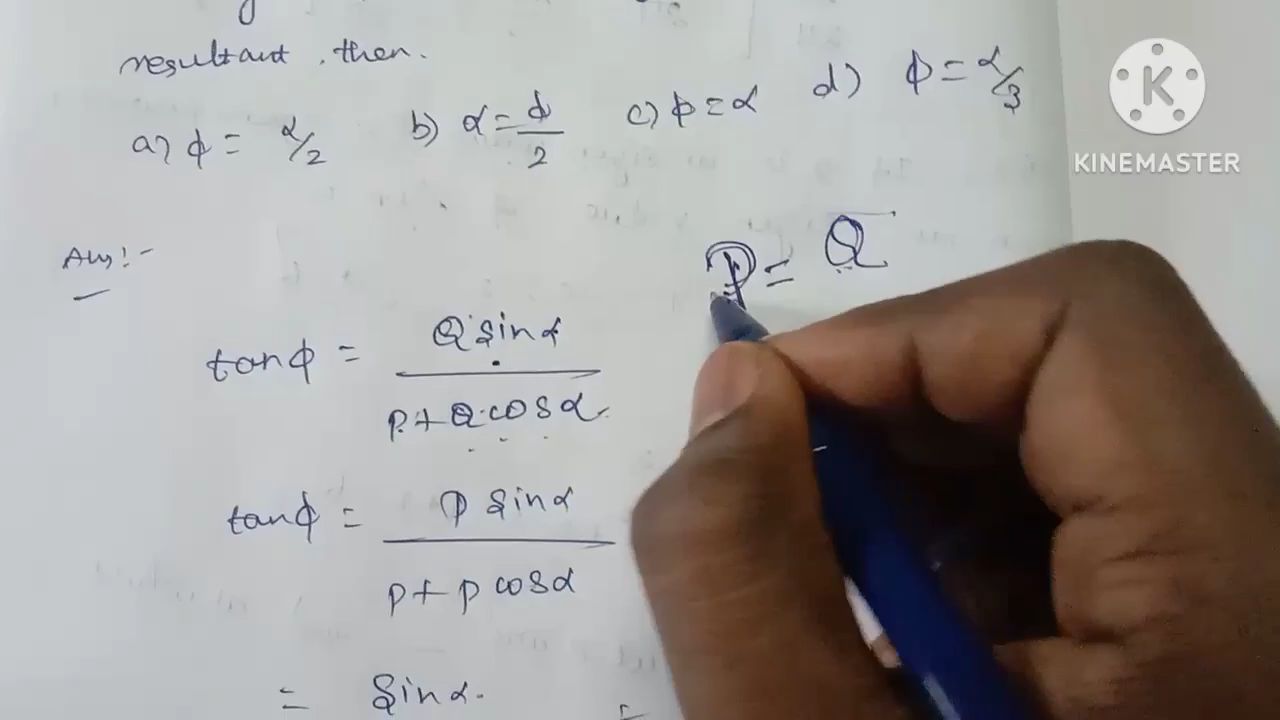 resultant, then.
a) ϕ = α/2 b) α = ϕ/2 c) ϕ = α d) ϕ = α/3
KINEMASTER
P = Q
Ans:-
tanϕ = Q sinα / P + Q cosα
tanϕ = P sinα / P + P cosα
= sinα